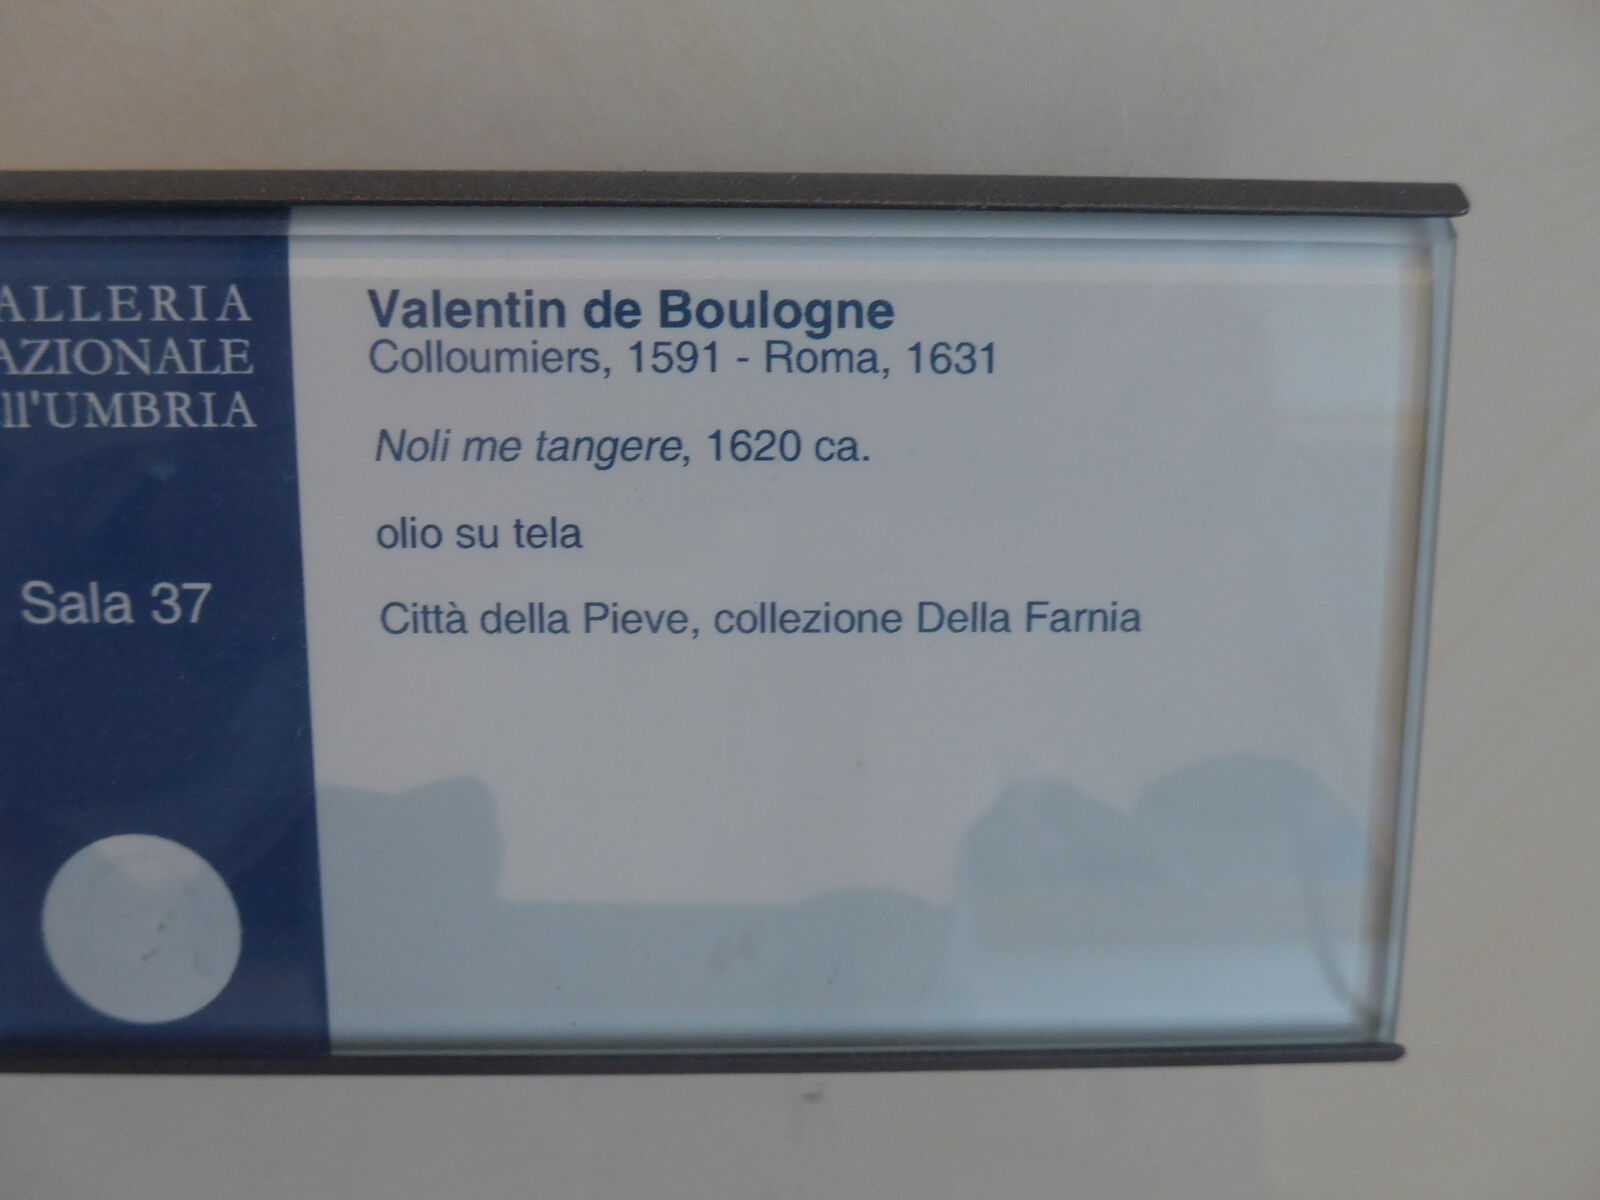 ALLERIA
AZIONALE
ll'UMBRIA
Sala 37
Valentin de Boulogne
Colloumiers, 1591 - Roma, 1631
Noli me tangere, 1620 ca.
olio su tela
Città della Pieve, collezione Della Farnia